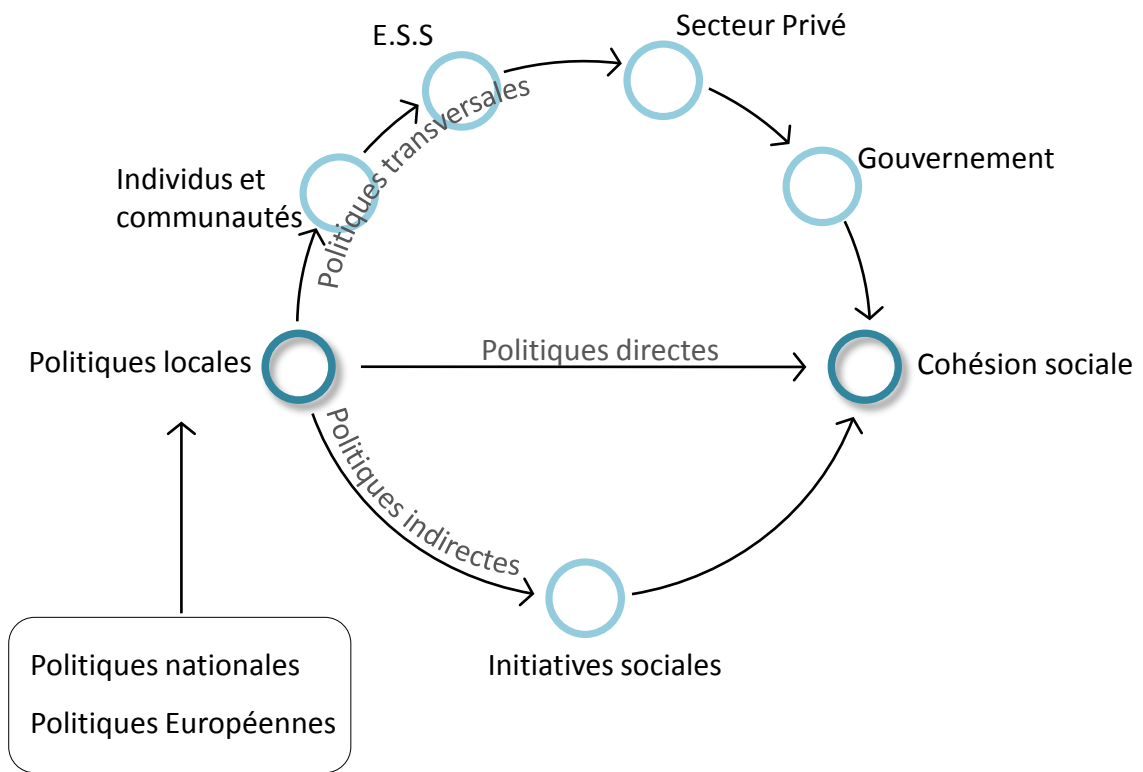 E.S.S
Secteur Privé
Politiques transversales
Individus et
communautés
Gouvernement
Politiques locales
Politiques directes
Cohésion sociale
Politiques indirectes
Initiatives sociales
Politiques nationales
Politiques Européennes